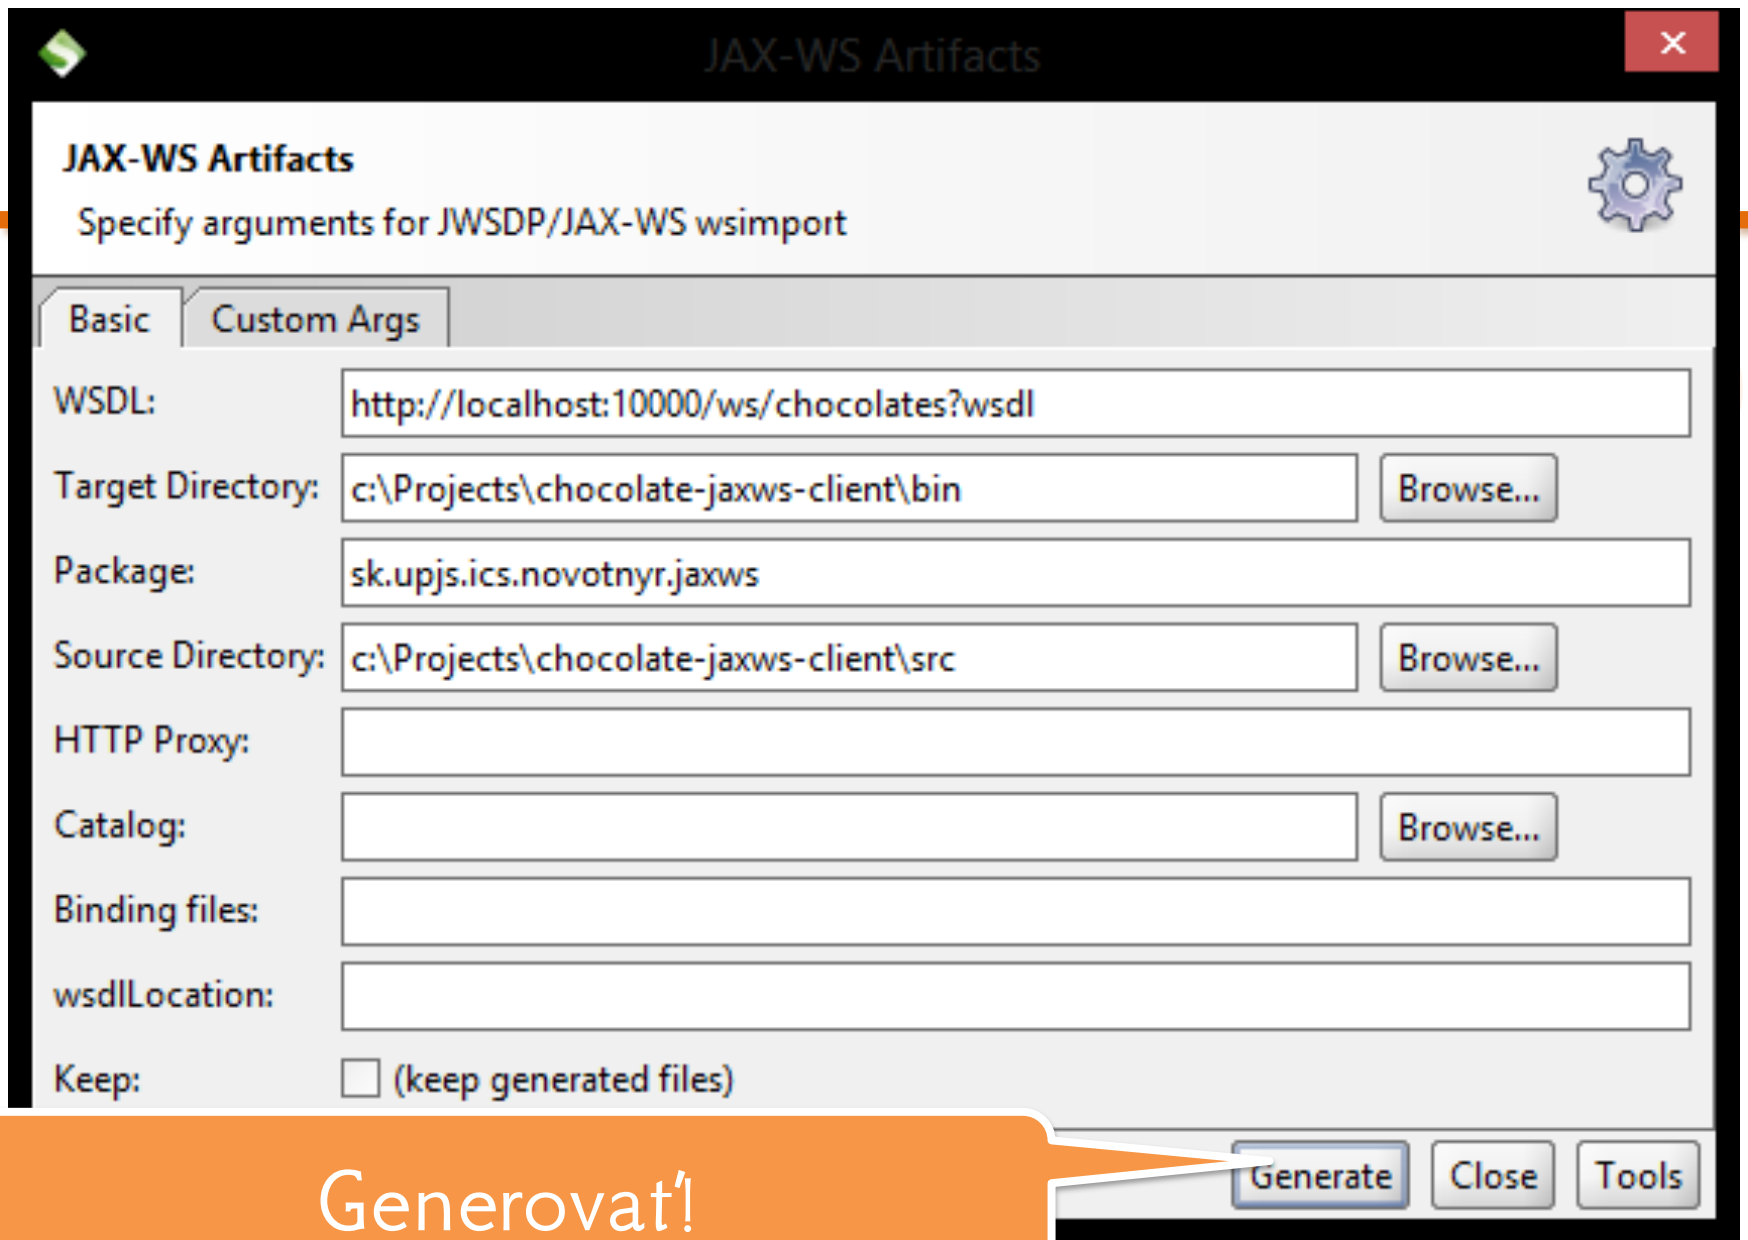 JAX-WS Artifacts
JAX-WS Artifacts
Specify arguments for JWSDP/JAX-WS wsimport
Basic Custom Args
WSDL: http://localhost:10000/ws/chocolates?wsdl
Target Directory: c:\Projects\chocolate-jaxws-client\bin Browse...
Package: sk.upjs.ics.novotnyr.jaxws
Source Directory: c:\Projects\chocolate-jaxws-client\src Browse...
HTTP Proxy:
Catalog: Browse...
Binding files:
wsdlLocation:
Keep: (keep generated files)
Generate Close Tools
Generovať!